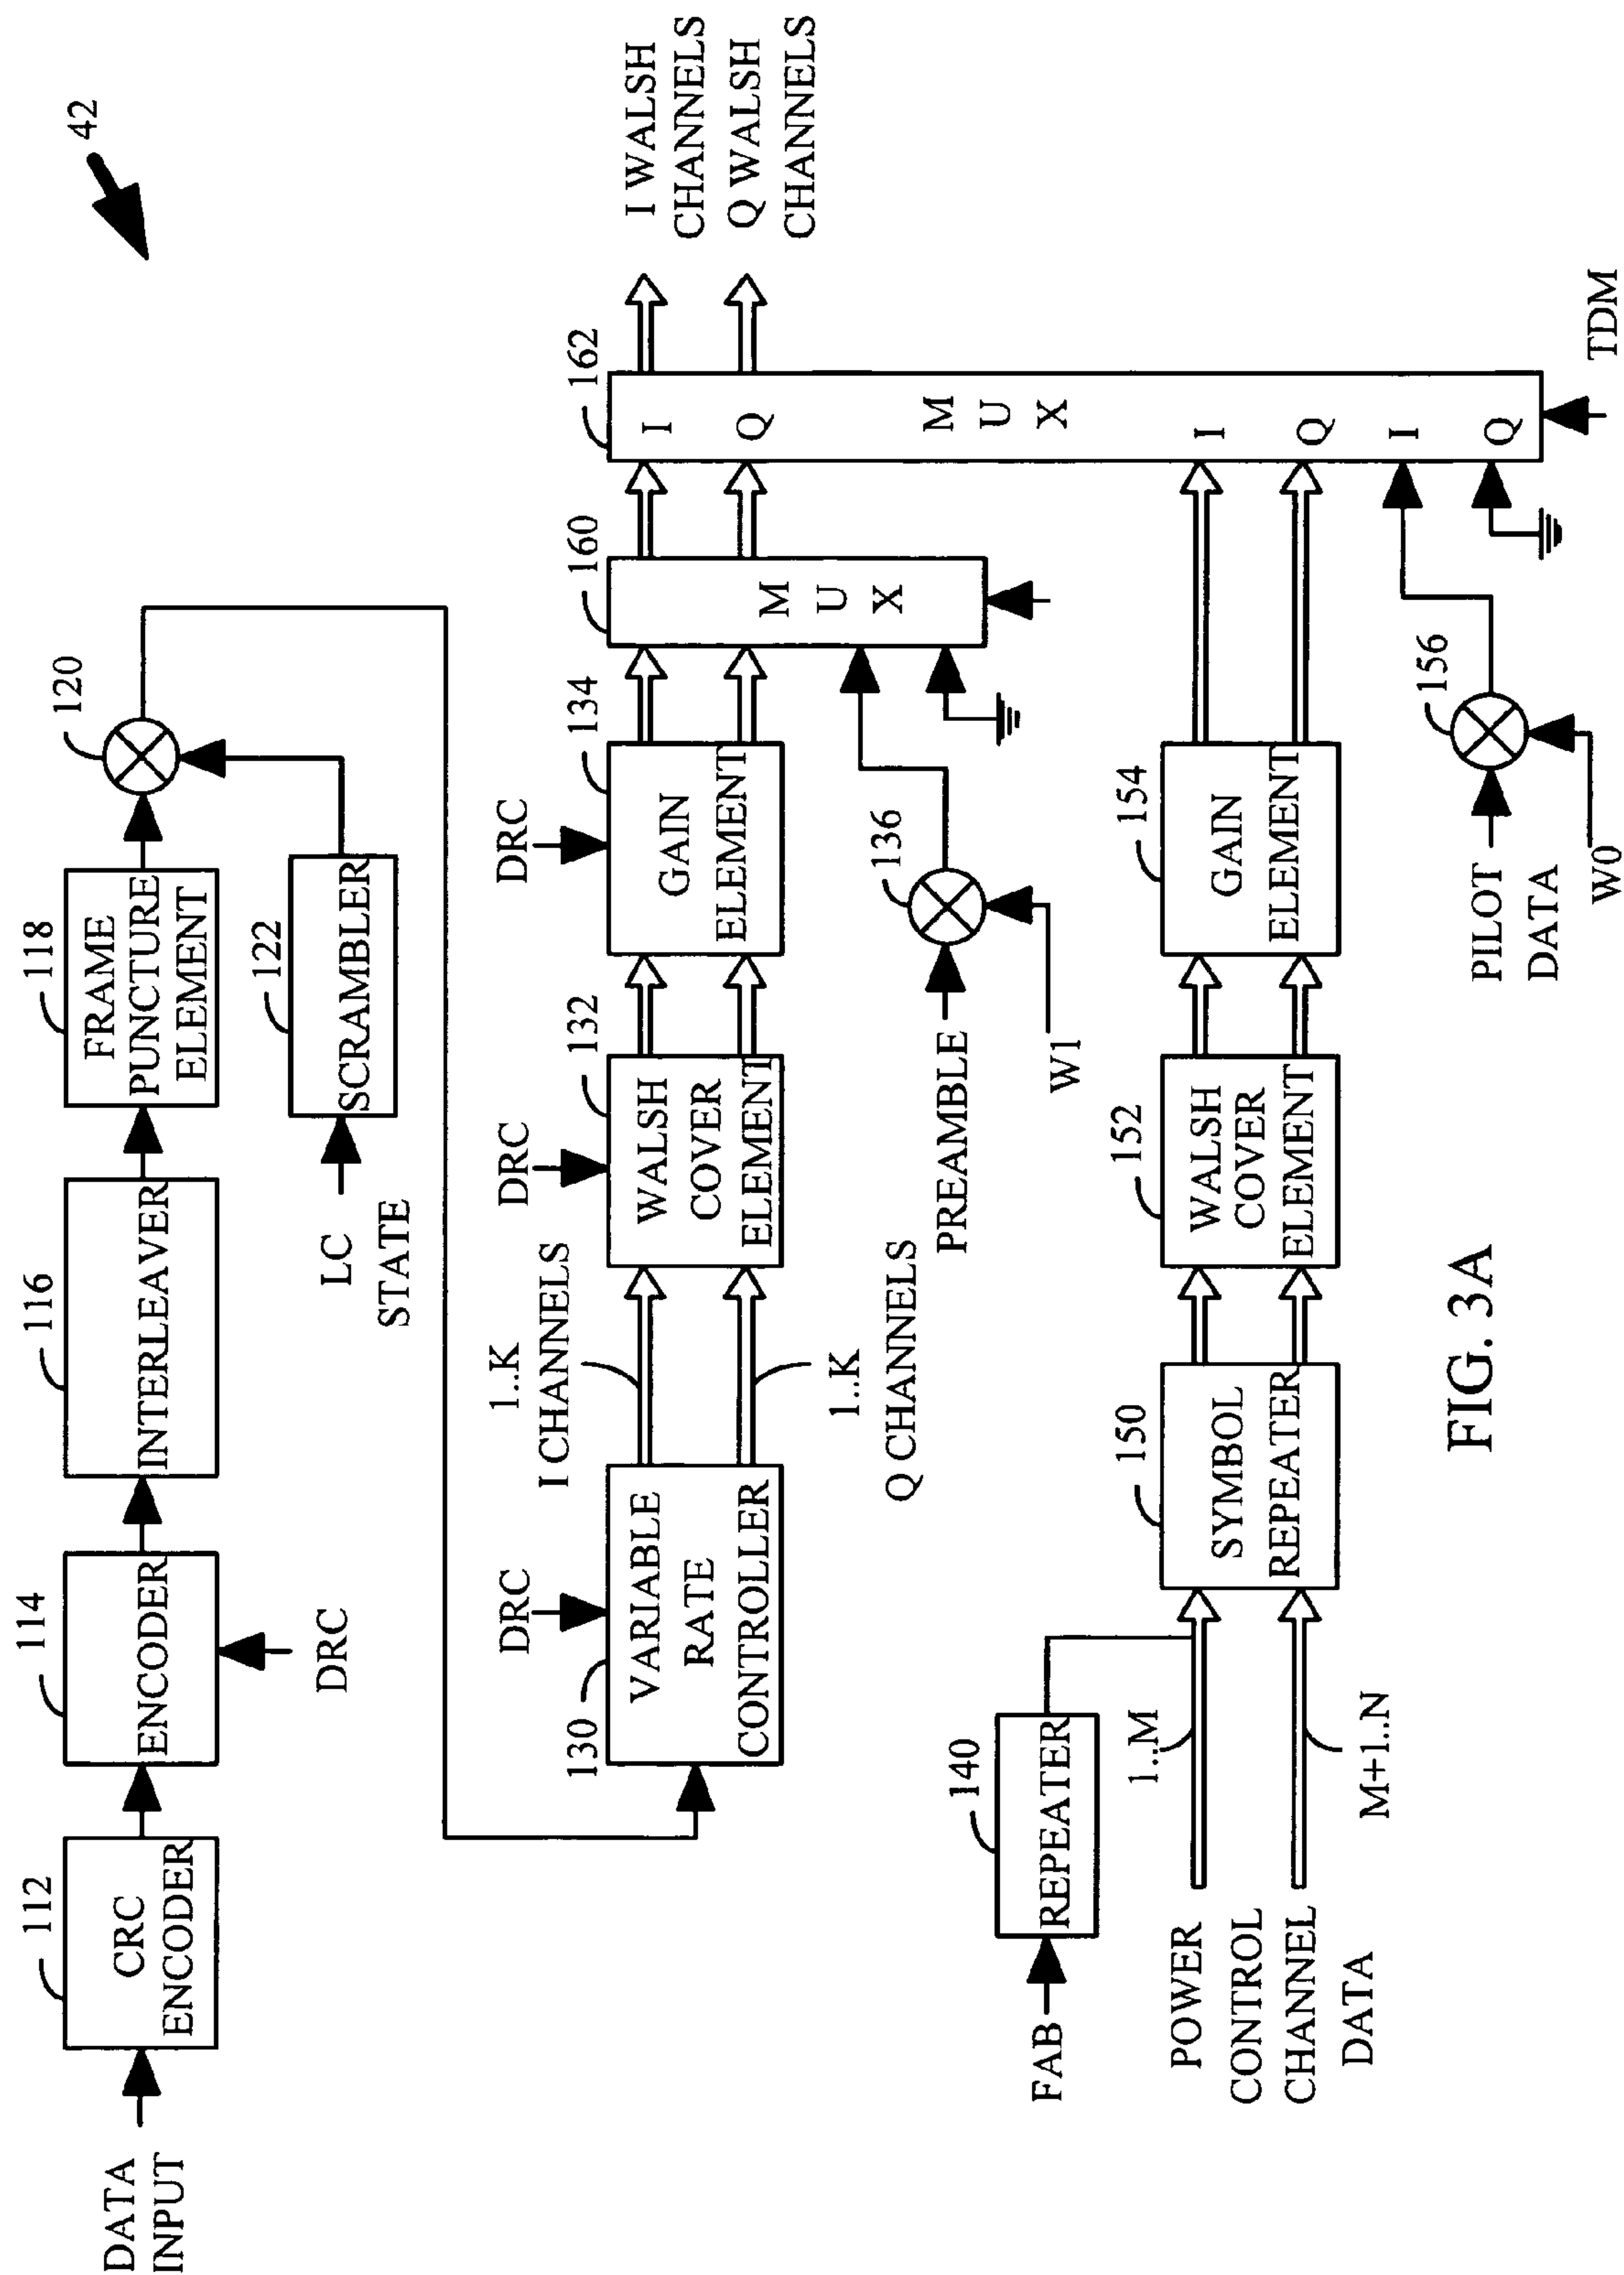 42
DATA
INPUT
112
CRC
ENCODER
114
ENCODER
DRC
116
INTERLEAVER
118
FRAME
PUNCTURE
ELEMENT
120
122
SCRAMBLER
LC
STATE
130
VARIABLE
RATE
CONTROLLER
DRC
1..K
I CHANNELS
1..K
Q CHANNELS
132
WALSH
COVER
ELEMENT
DRC
134
GAIN
ELEMENT
DRC
136
PREAMBLE
W1
160
MUX
162
I
Q
MUX
I
Q
I
Q
TDM
I WALSH
CHANNELS
Q WALSH
CHANNELS
FAB
140
REPEATER
POWER
CONTROL
CHANNEL
DATA
1..M
M+1..N
150
SYMBOL
REPEATER
152
WALSH
COVER
ELEMENT
154
GAIN
ELEMENT
156
PILOT
DATA
W0
FIG. 3A